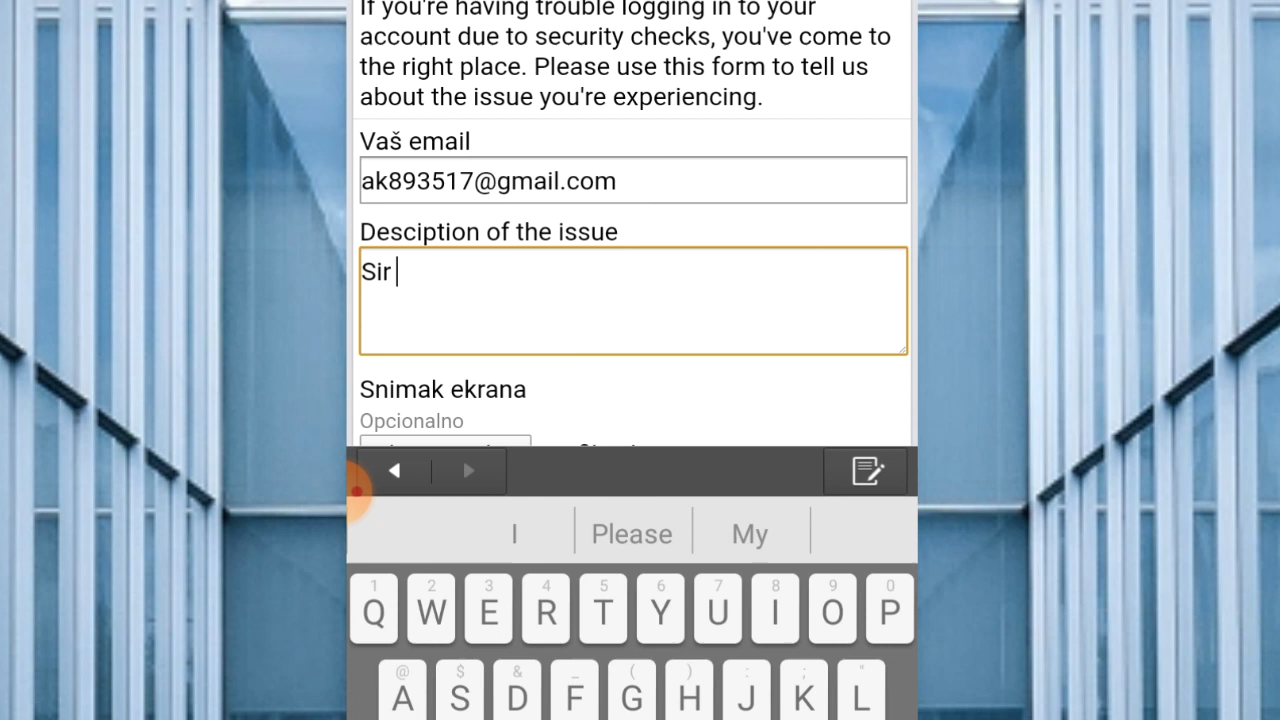 If you're having trouble logging in to your
account due to security checks, you've come to
the right place. Please use this form to tell us
about the issue you're experiencing.
Vaš email
ak893517@gmail.com
Desciption of the issue
Sir
Snimak ekrana
Opcionalno
I Please My
1 2 3 4 5 6 7 8 9 0
Q W E R T Y U I O P
@ $ & _ ( ) : ; "
A S D F G H J K L